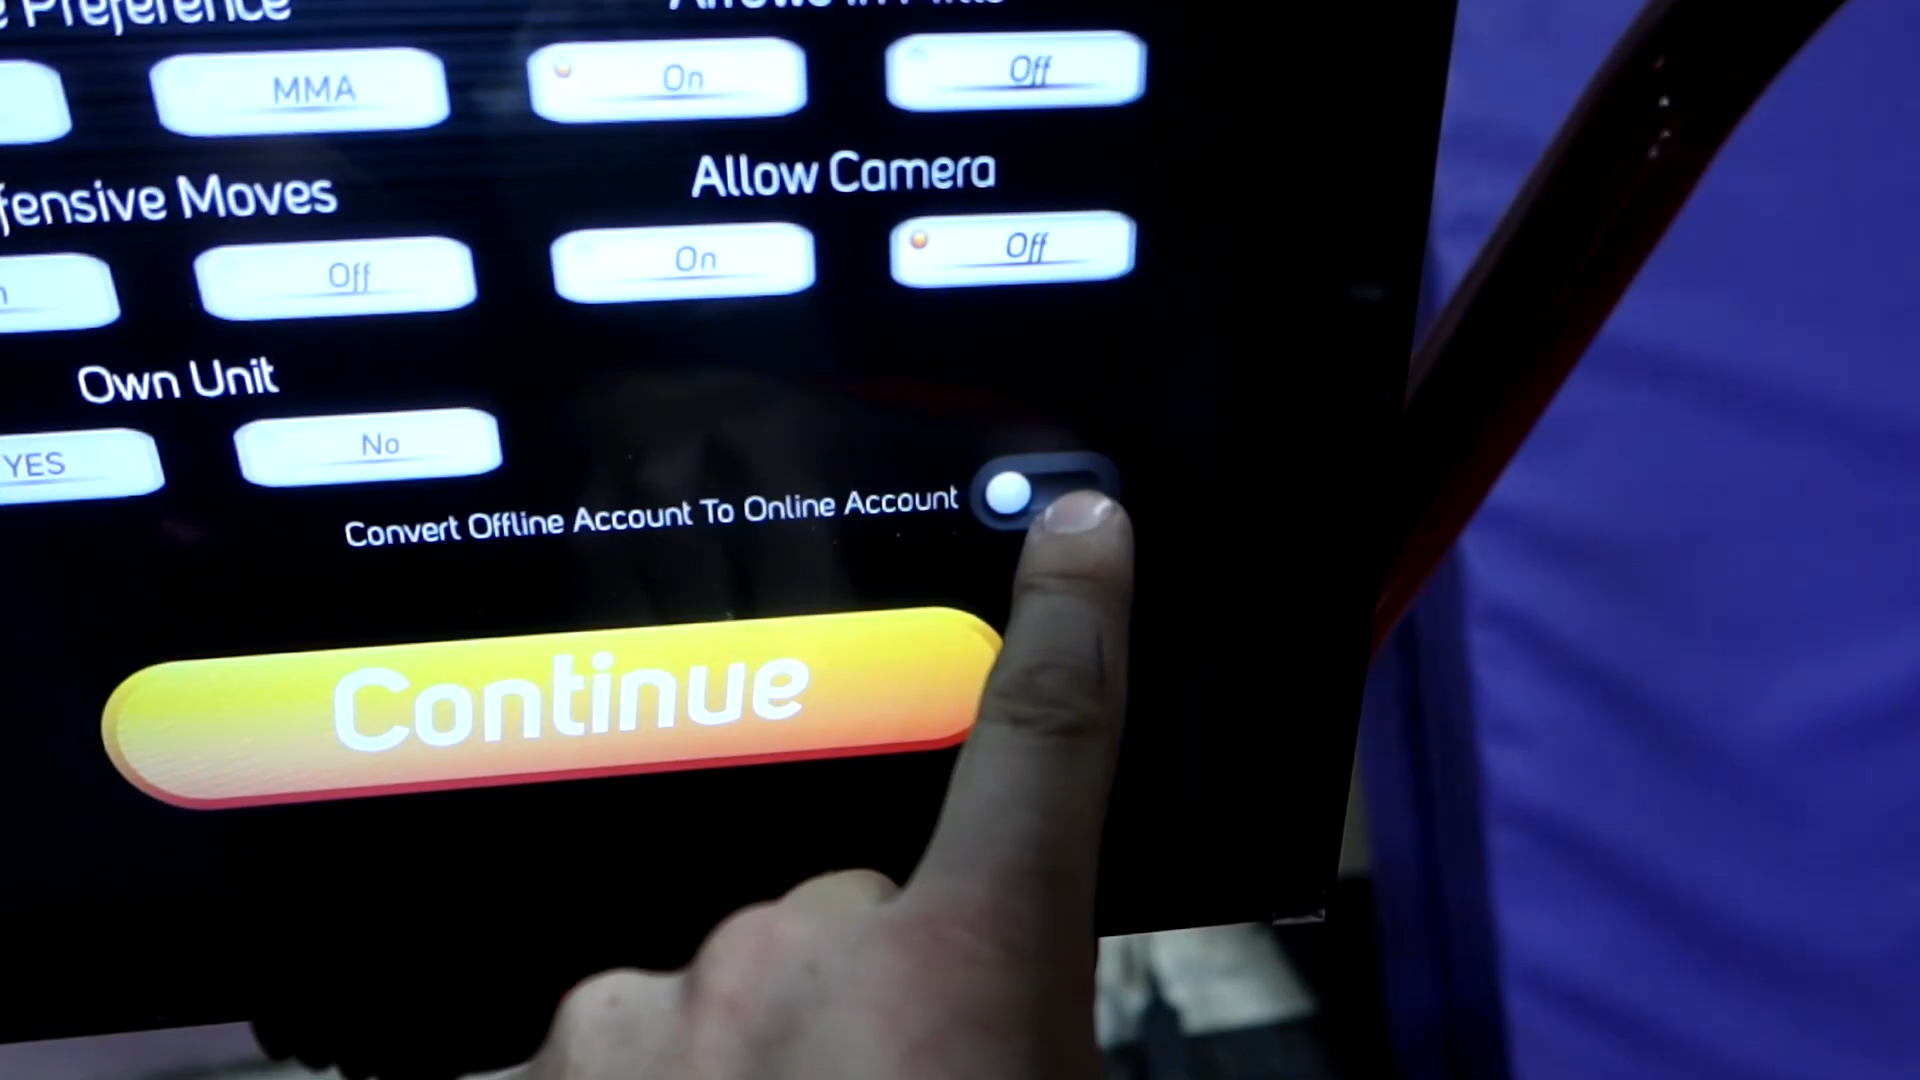 Preference
MMA On Off
Allow Camera
Moves
Off On Off
Own Unit
YES No
Convert Offline Account To Online Account
Continue